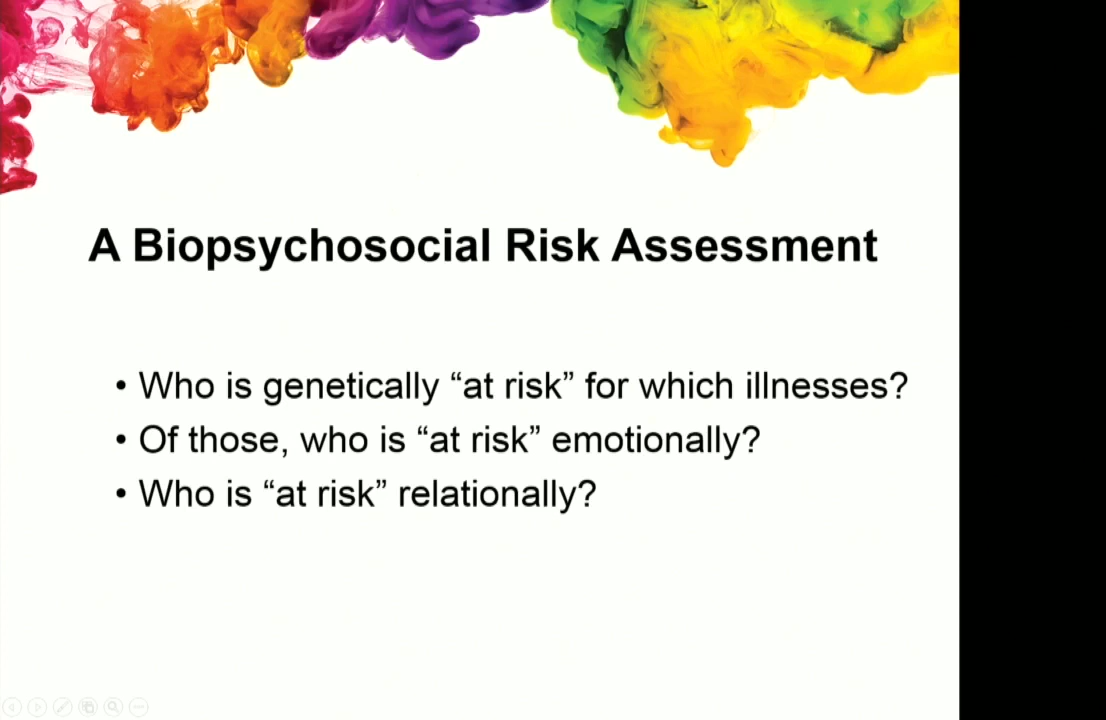 A Biopsychosocial Risk Assessment
• Who is genetically “at risk” for which illnesses?
• Of those, who is “at risk” emotionally?
• Who is “at risk” relationally?